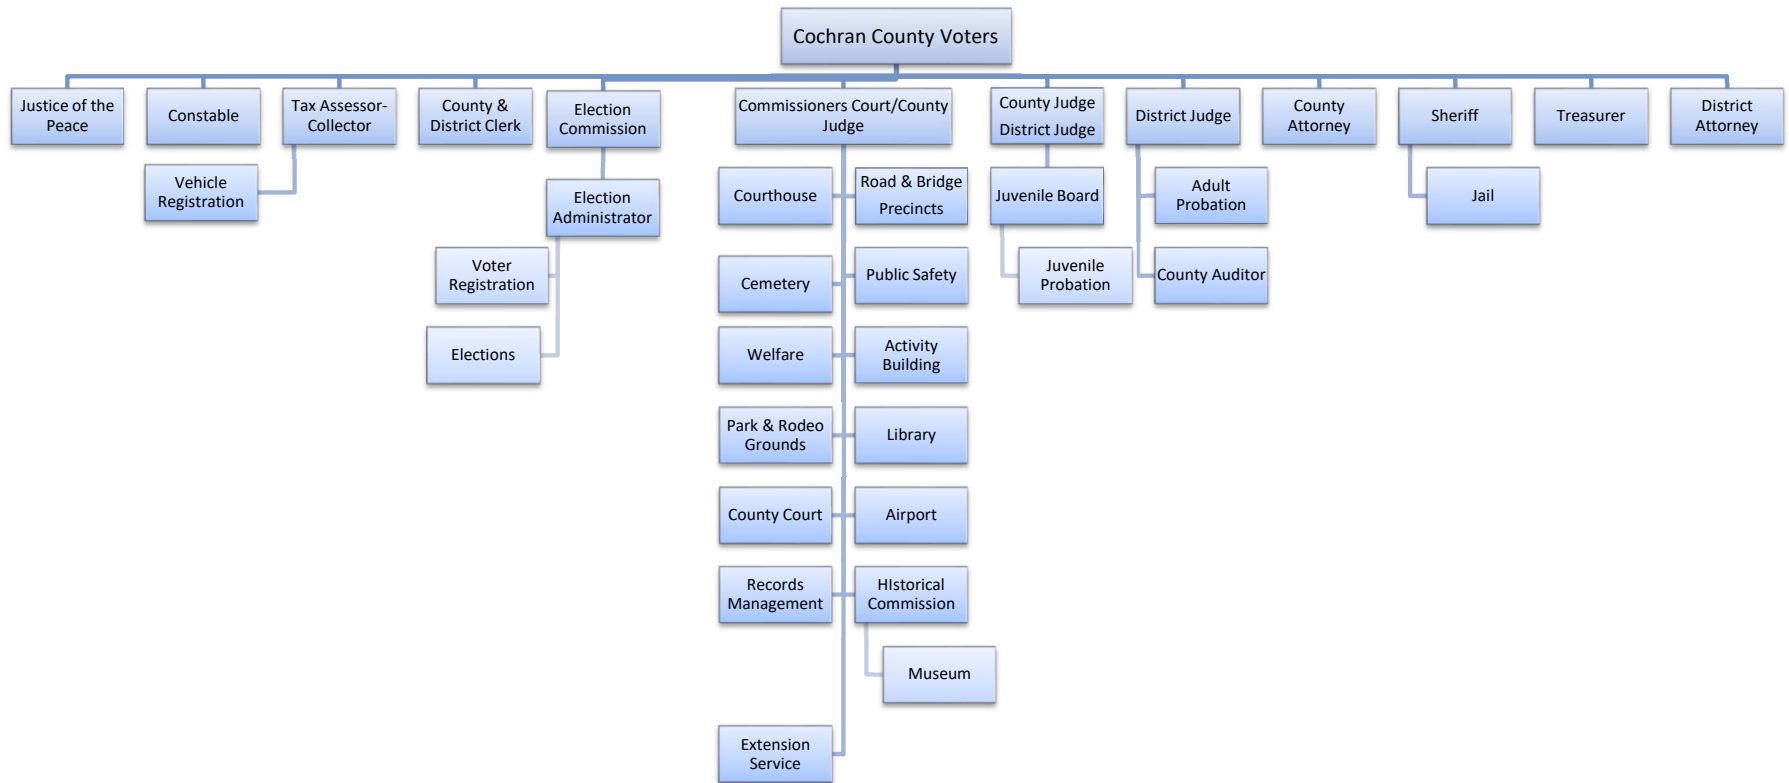 Cochran County Voters
Justice of the
Peace
Constable
Tax Assessor-
Collector
County &
District Clerk
Election
Commission
Commissioners Court/County
Judge
County Judge
District Judge
District Judge
County
Attorney
Sheriff
Treasurer
District
Attorney
Vehicle
Registration
Election
Administrator
Voter
Registration
Elections
Courthouse
Road & Bridge
Precincts
Cemetery
Public Safety
Welfare
Activity
Building
Park & Rodeo
Grounds
Library
County Court
Airport
Records
Management
HIstorical
Commission
Museum
Extension
Service
Juvenile Board
Juvenile
Probation
Adult
Probation
County Auditor
Jail